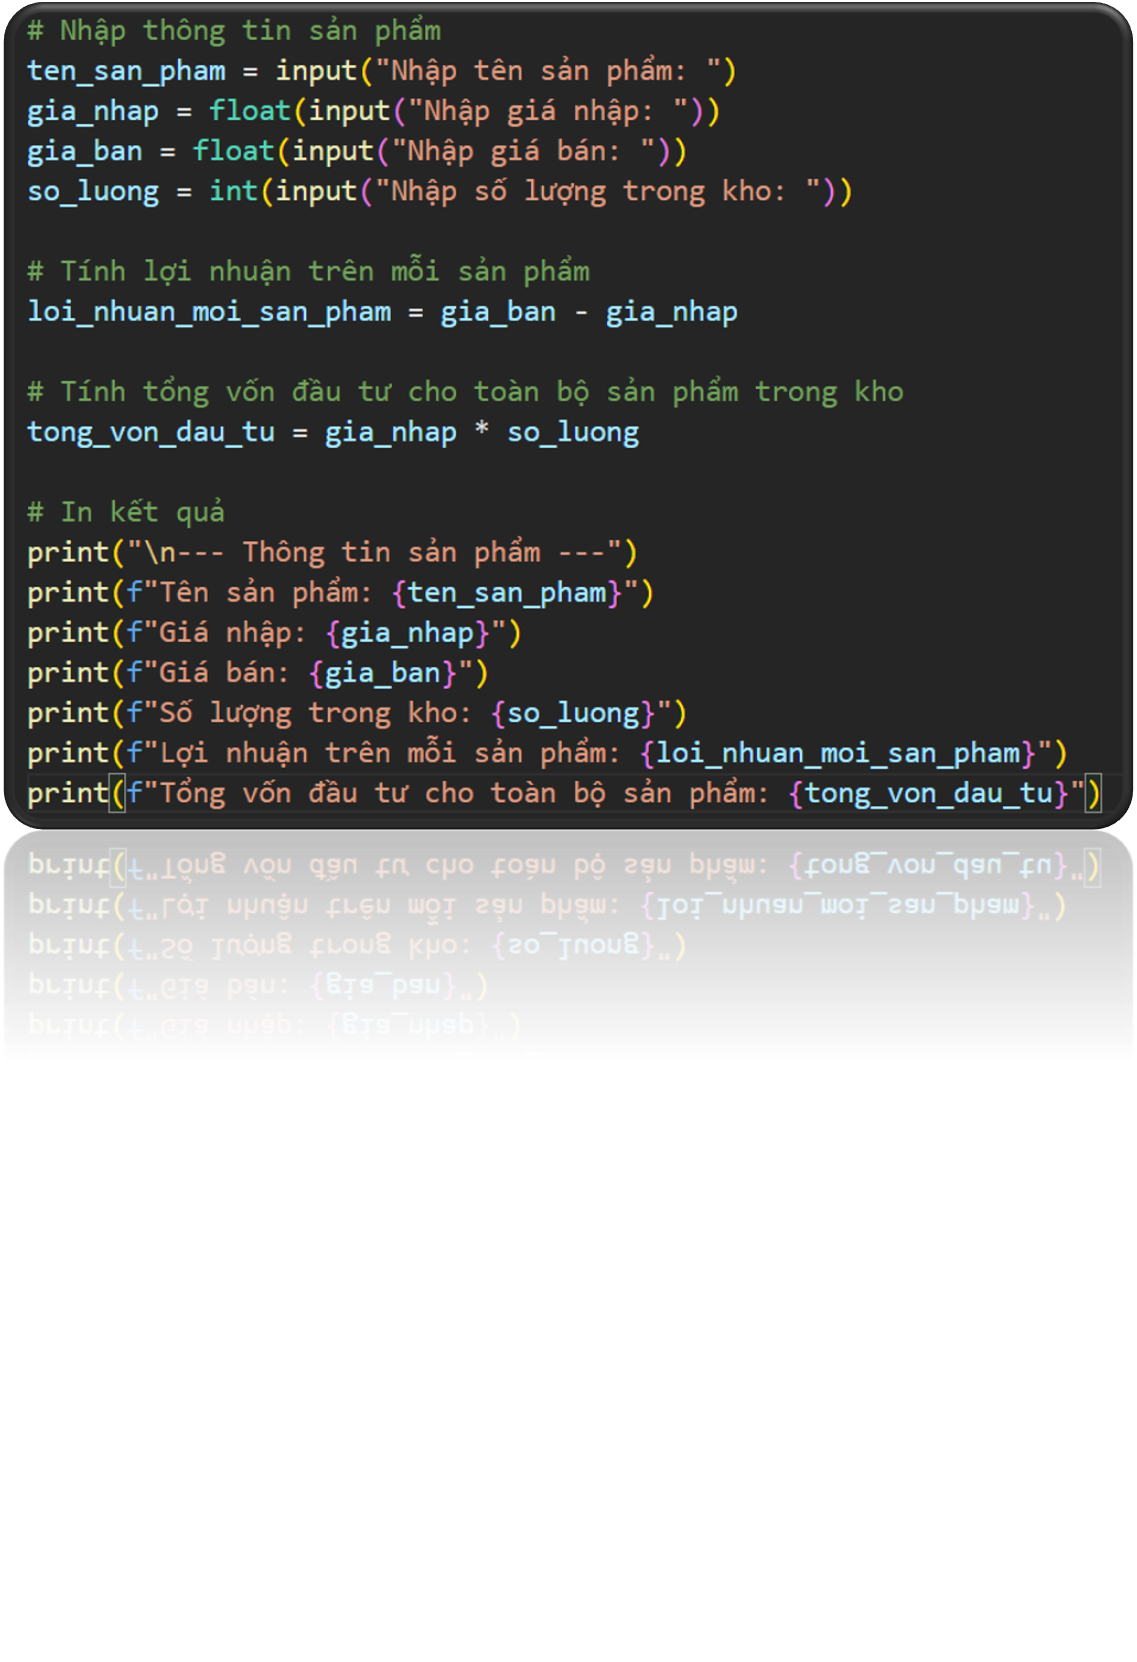 # Nhập thông tin sản phẩm
ten_san_pham = input("Nhập tên sản phẩm: ")
gia_nhap = float(input("Nhập giá nhập: "))
gia_ban = float(input("Nhập giá bán: "))
so_luong = int(input("Nhập số lượng trong kho: "))
# Tính lợi nhuận trên mỗi sản phẩm
loi_nhuan_moi_san_pham = gia_ban - gia_nhap
# Tính tổng vốn đầu tư cho toàn bộ sản phẩm trong kho
tong_von_dau_tu = gia_nhap * so_luong
# In kết quả
print("\n--- Thông tin sản phẩm ---")
print(f"Tên sản phẩm: {ten_san_pham}")
print(f"Giá nhập: {gia_nhap}")
print(f"Giá bán: {gia_ban}")
print(f"Số lượng trong kho: {so_luong}")
print(f"Lợi nhuận trên mỗi sản phẩm: {loi_nhuan_moi_san_pham}")
print(f"Tổng vốn đầu tư cho toàn bộ sản phẩm: {tong_von_dau_tu}")